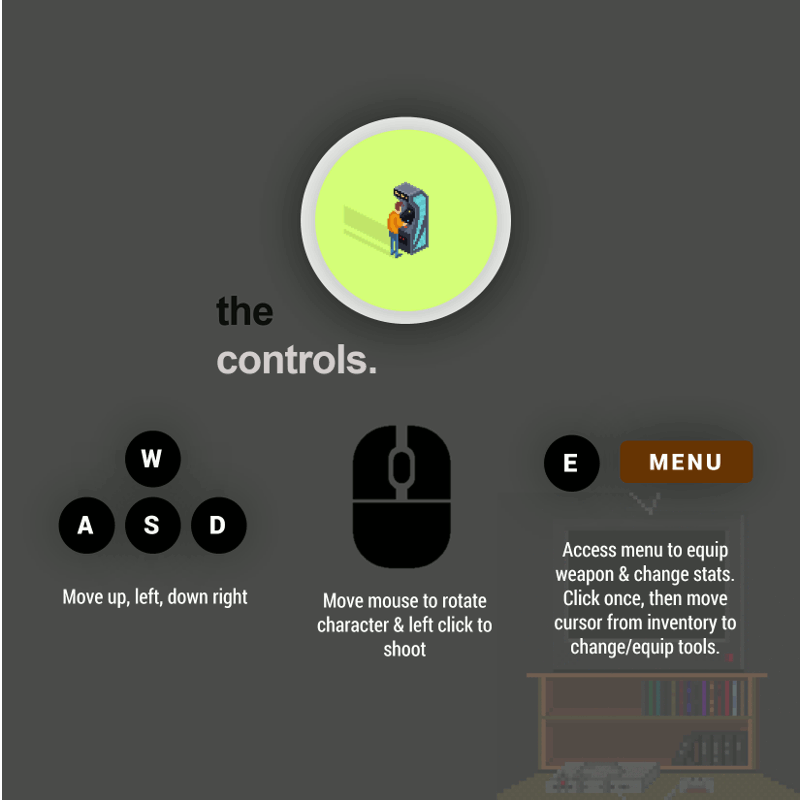 the
controls.
W
A S D
Move up, left, down right
Move mouse to rotate
character & left click to
shoot
E MENU
Access menu to equip
weapon & change stats.
Click once, then move
cursor from inventory to
change/equip tools.